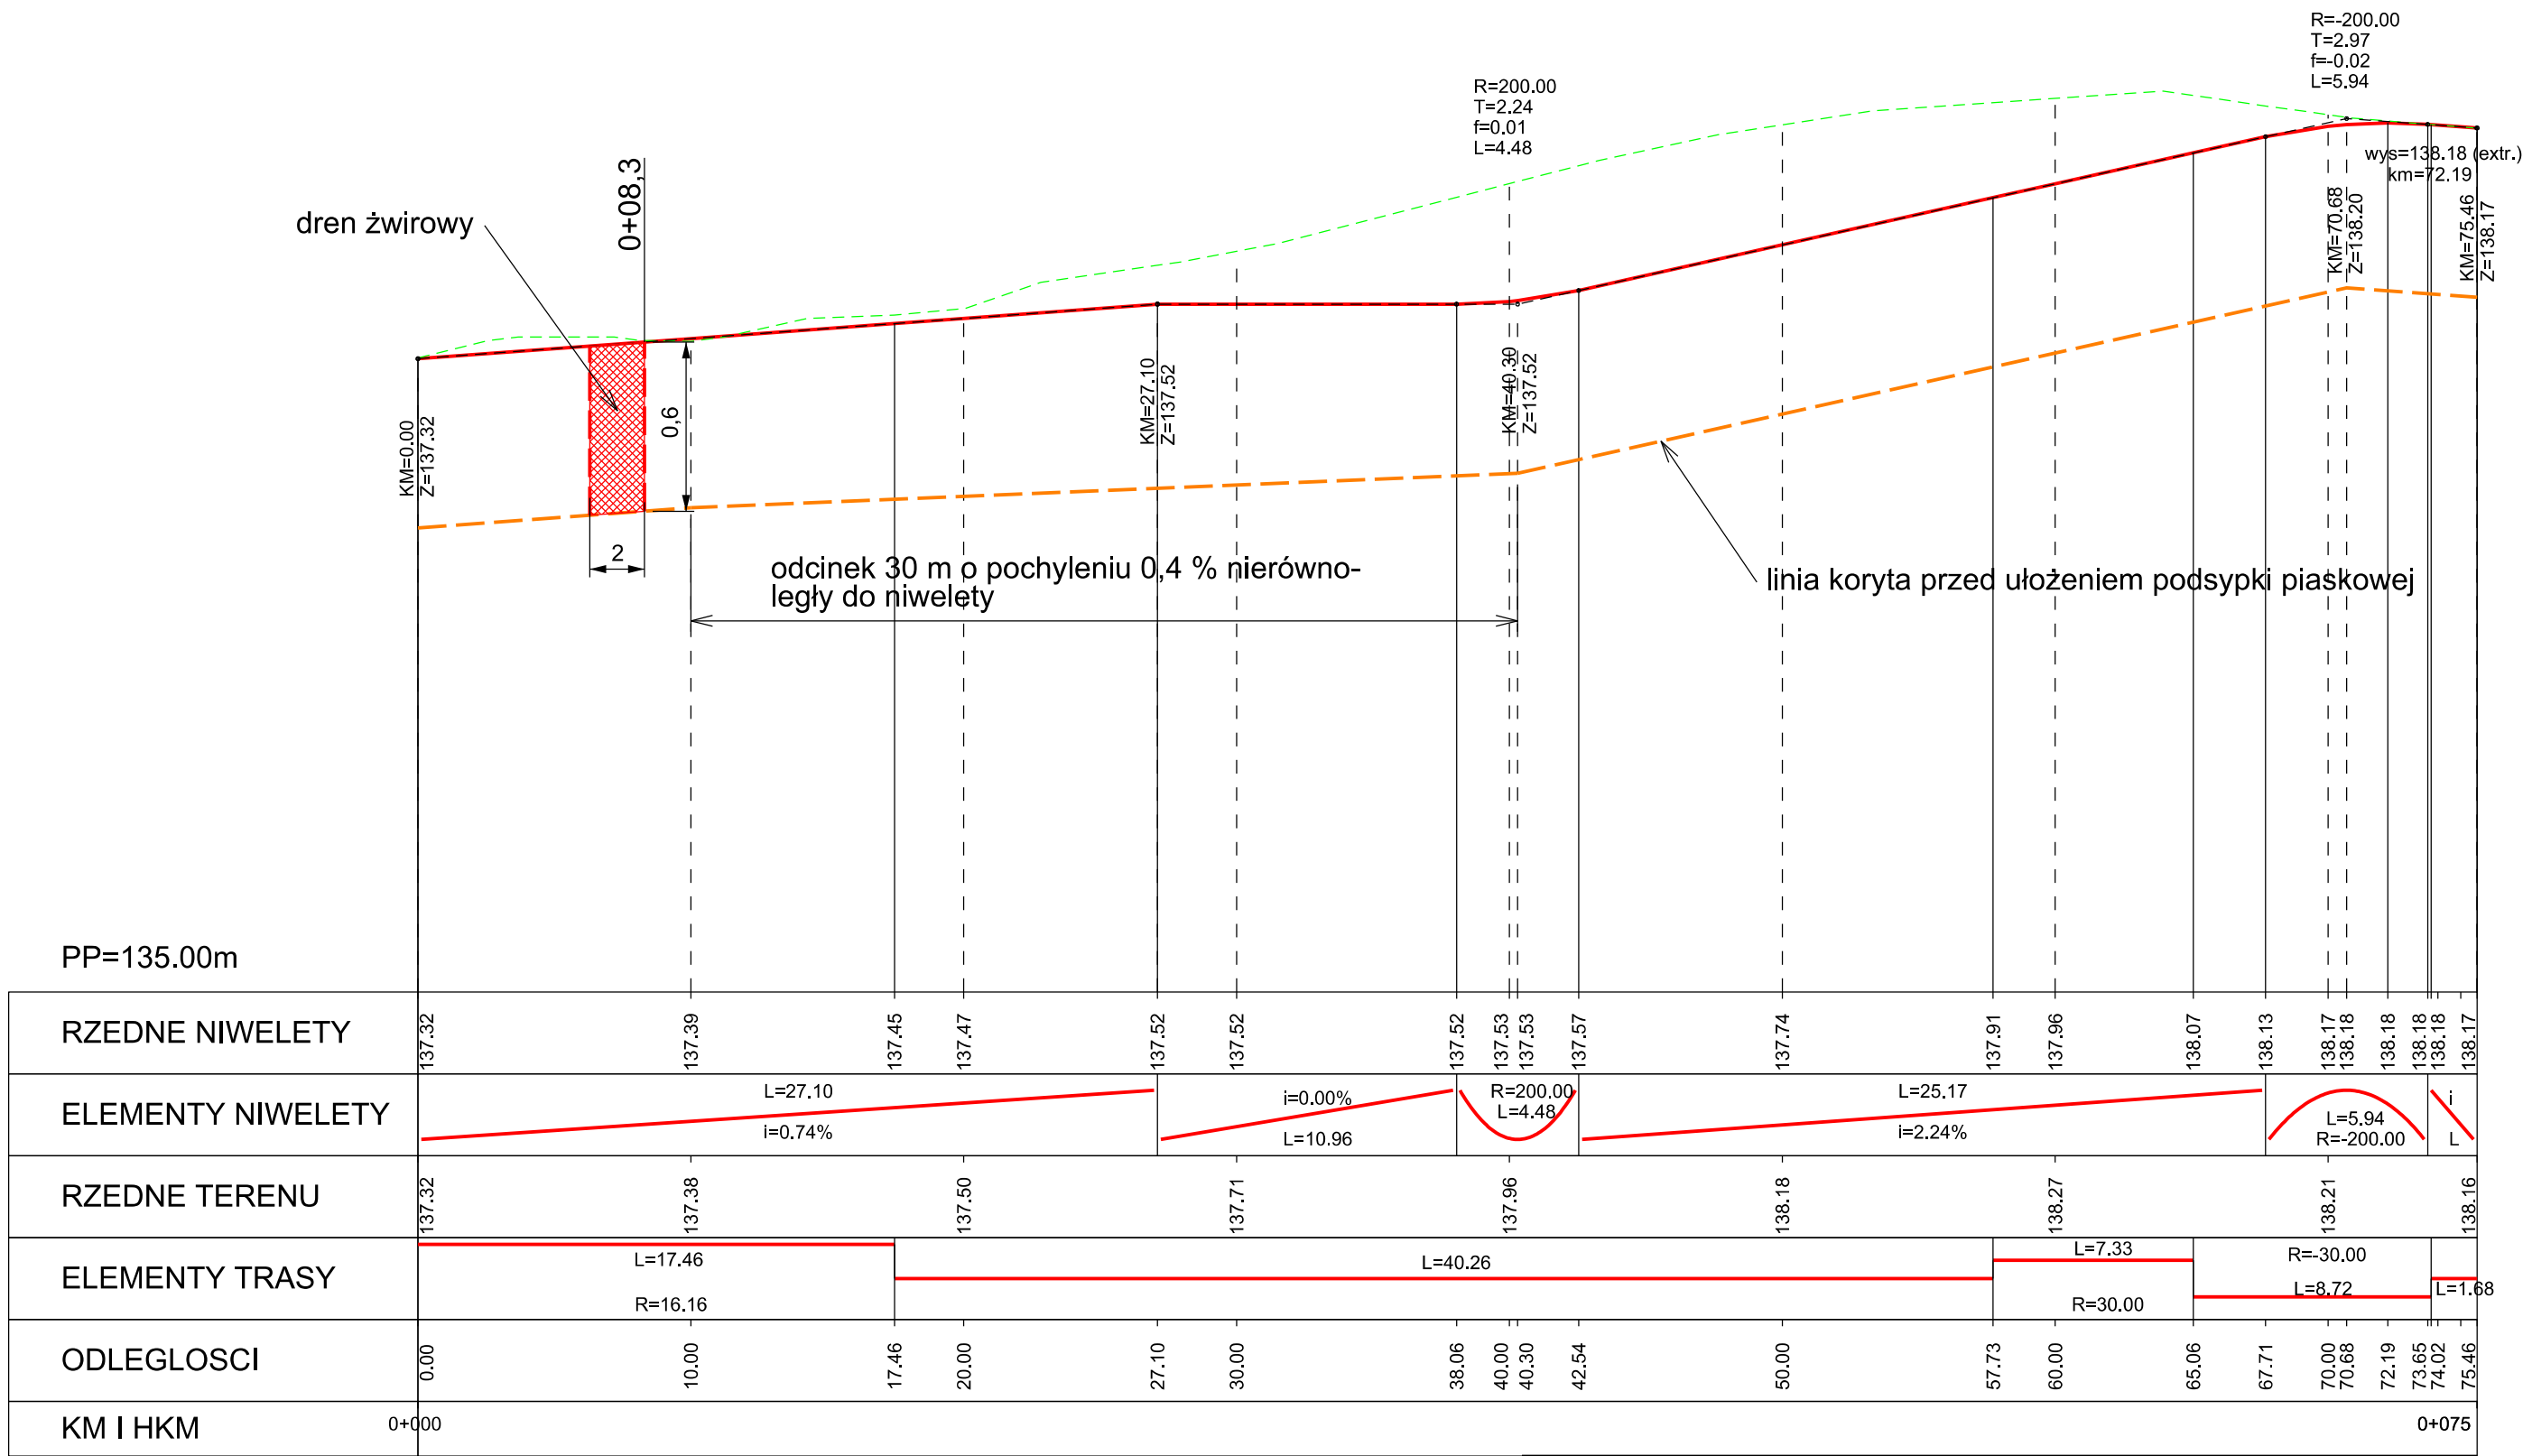 R=-200.00
T=2.97
f=-0.02
L=5.94
R=200.00
T=2.24
f=0.01
L=4.48
wys=138.18 (extr.)
km=72.19
0+08,3
dren żwirowy
KM=70.68
Z=138.20
KM=75.46
Z=138.17
KM=0.00
Z=137.32
0,6
KM=27.10
Z=137.52
KM=40.30
Z=137.52
2
odcinek 30 m o pochyleniu 0,4 % nierówno-
legły do niwelety
linia koryta przed ułożeniem podsypki piaskowej
PP=135.00m
RZEDNE NIWELETY
137.32 137.39 137.45 137.47 137.52 137.52 137.52 137.53 137.53 137.57 137.74 137.91 137.96 138.07 138.13 138.17 138.18 138.18 138.18 138.18 138.17
ELEMENTY NIWELETY
L=27.10
i=0.74%
i=0.00%
L=10.96
R=200.00
L=4.48
L=25.17
i=2.24%
L=5.94
R=-200.00
i
L
RZEDNE TERENU
137.32 137.38 137.50 137.71 137.96 138.18 138.27 138.21 138.16
ELEMENTY TRASY
L=17.46
R=16.16
L=40.26
L=7.33
R=30.00
R=-30.00
L=8.72
L=1.68
ODLEGLOSCI
0.00 10.00 17.46 20.00 27.10 30.00 38.06 40.00 40.30 42.54 50.00 57.73 60.00 65.06 67.71 70.00 70.68 72.19 73.65 74.02 75.46
KM I HKM
0+000 0+075